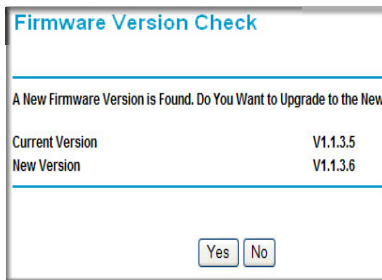 Firmware Version Check
A New Firmware Version is Found. Do You Want to Upgrade to the New
Current Version V1.1.3.5
New Version V1.1.3.6
Yes No